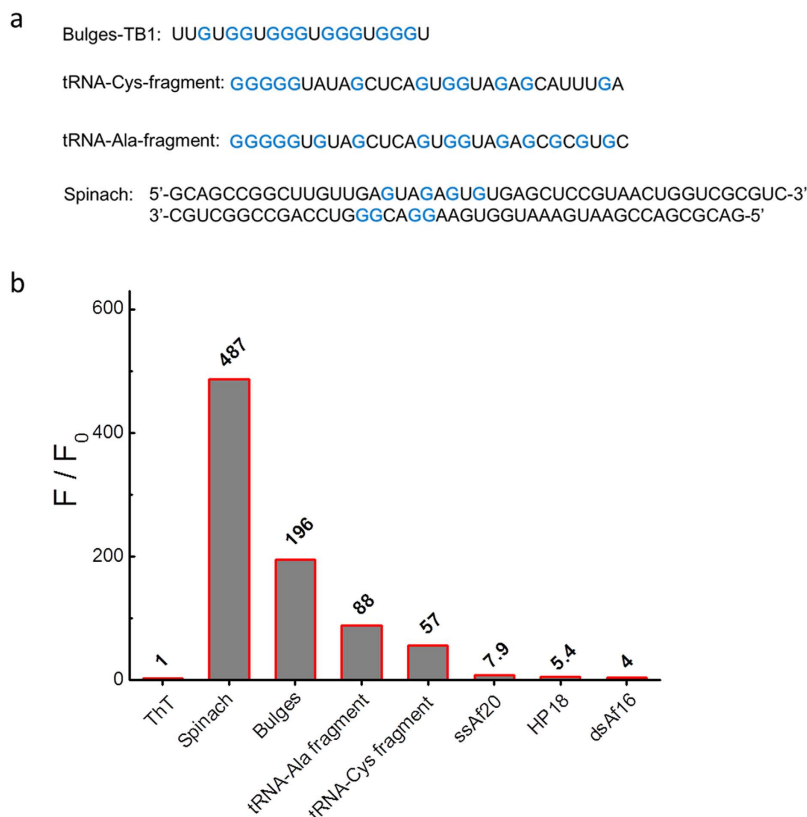 a
Bulges-TB1: UUGUGGUGGGUGGGUGGGU
tRNA-Cys-fragment: GGGGGUAUAGCUCAGUGGUAGAGCAUUUGA
tRNA-Ala-fragment: GGGGGUGUAGCUCAGUGGUAGAGCGCGUGC
Spinach: 5’-GCAGCCGGCUUGUUGAGUAGAGUGUGAGCUCCGUAACUGGUCGCGUC-3’
3’-CGUCGGCCGACCUGGGCAGGAAGUGGUAAAGUAAGCCAGCGCAG-5’
b
F / F0
600
400
200
0
1
487
196
88
57
7.9
5.4
4
ThT
Spinach
Bulges
tRNA-Ala fragment
tRNA-Cys fragment
ssAf20
HP18
dsAf16